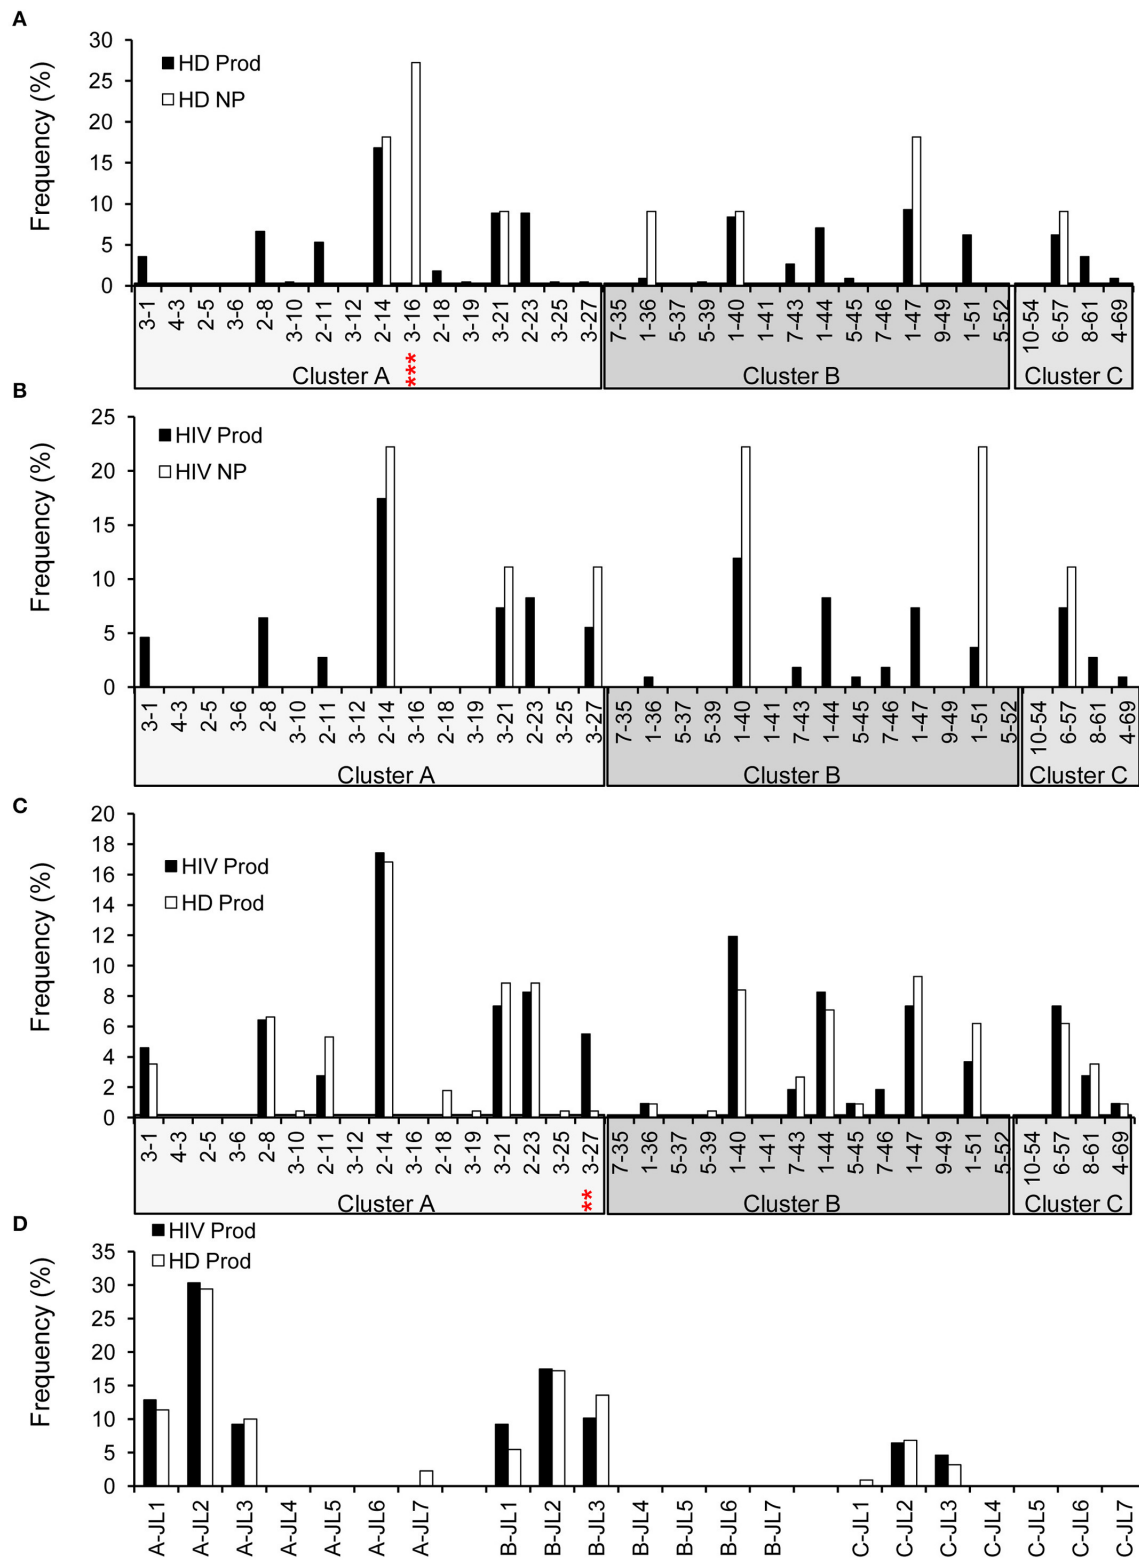 A
Frequency (%)
30
25
20
15
10
5
0
HD Prod
HD NP
3-1 4-3 2-5 3-6 2-8 3-10 2-11 3-12 2-14 3-16 2-18 3-19 3-21 2-23 3-25 3-27 7-35 1-36 5-37 5-39 1-40 1-41 7-43 1-44 5-45 7-46 1-47 9-49 1-51 5-52 10-54 6-57 8-61 4-69
Cluster A *** Cluster B Cluster C
B
Frequency (%)
25
20
15
10
5
0
HIV Prod
HIV NP
3-1 4-3 2-5 3-6 2-8 3-10 2-11 3-12 2-14 3-16 2-18 3-19 3-21 2-23 3-25 3-27 7-35 1-36 5-37 5-39 1-40 1-41 7-43 1-44 5-45 7-46 1-47 9-49 1-51 5-52 10-54 6-57 8-61 4-69
Cluster A Cluster B Cluster C
C
Frequency (%)
20
18
16
14
12
10
8
6
4
2
0
HIV Prod
HD Prod
3-1 4-3 2-5 3-6 2-8 3-10 2-11 3-12 2-14 3-16 2-18 3-19 3-21 2-23 3-25 3-27 7-35 1-36 5-37 5-39 1-40 1-41 7-43 1-44 5-45 7-46 1-47 9-49 1-51 5-52 10-54 6-57 8-61 4-69
Cluster A ** Cluster B Cluster C
D
Frequency (%)
35
30
25
20
15
10
5
0
HIV Prod
HD Prod
A-JL1 A-JL2 A-JL3 A-JL4 A-JL5 A-JL6 A-JL7 B-JL1 B-JL2 B-JL3 B-JL4 B-JL5 B-JL6 B-JL7 C-JL1 C-JL2 C-JL3 C-JL4 C-JL5 C-JL6 C-JL7